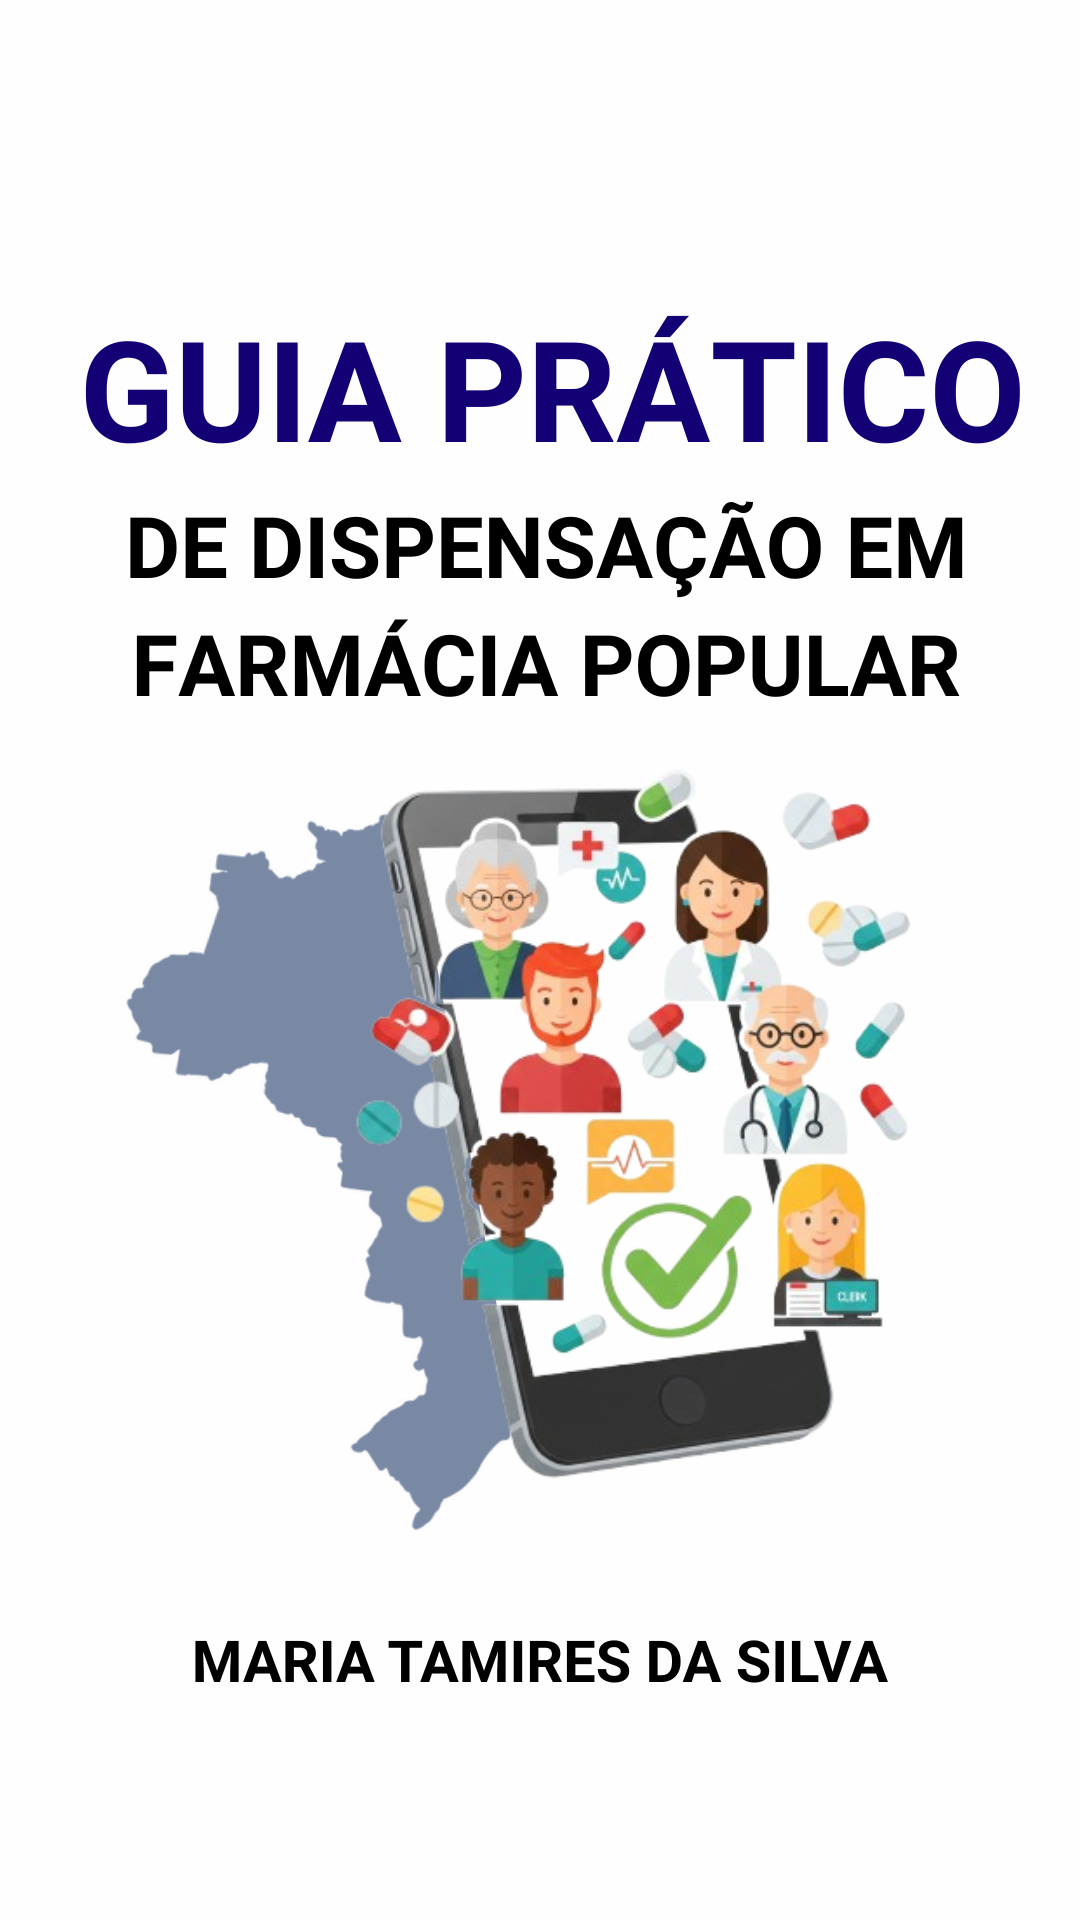 GUIA PRÁTICO
DE DISPENSAÇÃO EM
FARMÁCIA POPULAR
CLERK
MARIA TAMIRES DA SILVA